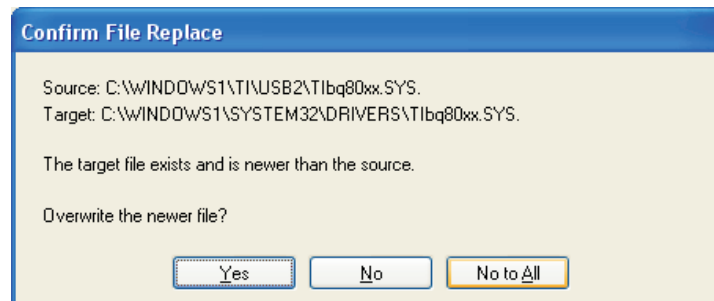 Confirm File Replace
Source: C:\WINDOWS1\TI\USB2\TIbq80xx.SYS.
Target: C:\WINDOWS1\SYSTEM32\DRIVERS\TIbq80xx.SYS.
The target file exists and is newer than the source.
Overwrite the newer file?
Yes No No to All